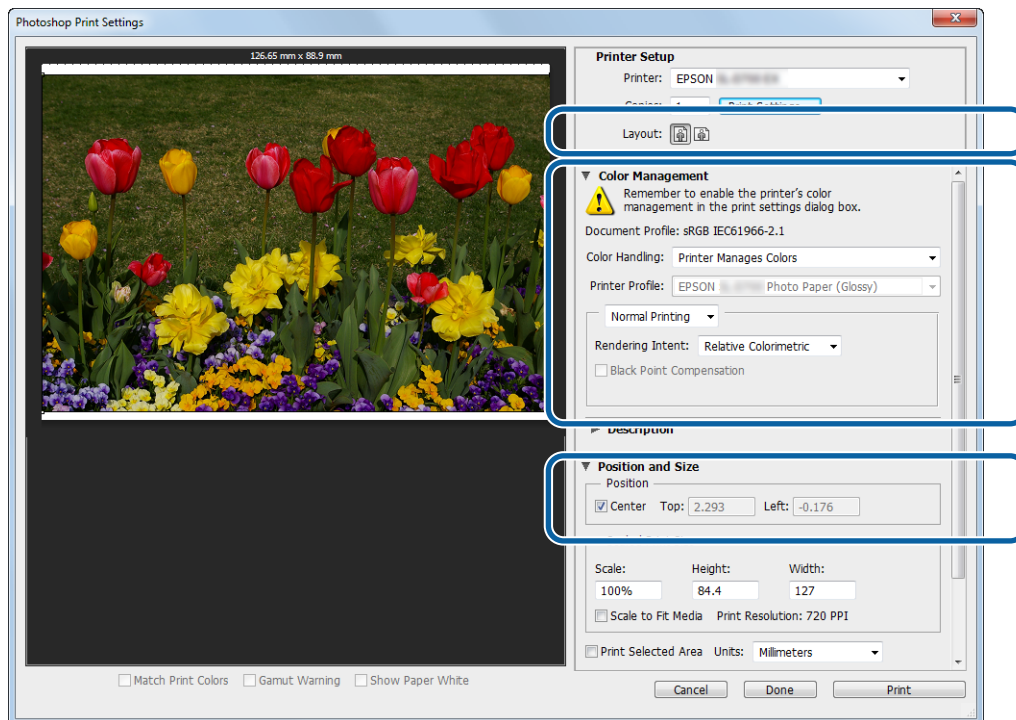 Photoshop Print Settings
126.65 mm x 88.9 mm
Printer Setup
Printer: EPSON
Layout:
Color Management
Remember to enable the printer's color
management in the print settings dialog box.
Document Profile: sRGB IEC61966-2.1
Color Handling: Printer Manages Colors
Printer Profile: EPSON Photo Paper (Glossy)
Normal Printing
Rendering Intent: Relative Colorimetric
Black Point Compensation
Description
Position and Size
Position
Center Top: 2.293 Left: -0.176
Scale: Height: Width:
100% 84.4 127
Scale to Fit Media Print Resolution: 720 PPI
Print Selected Area Units: Millimeters
Match Print Colors Gamut Warning Show Paper White
Cancel Done Print